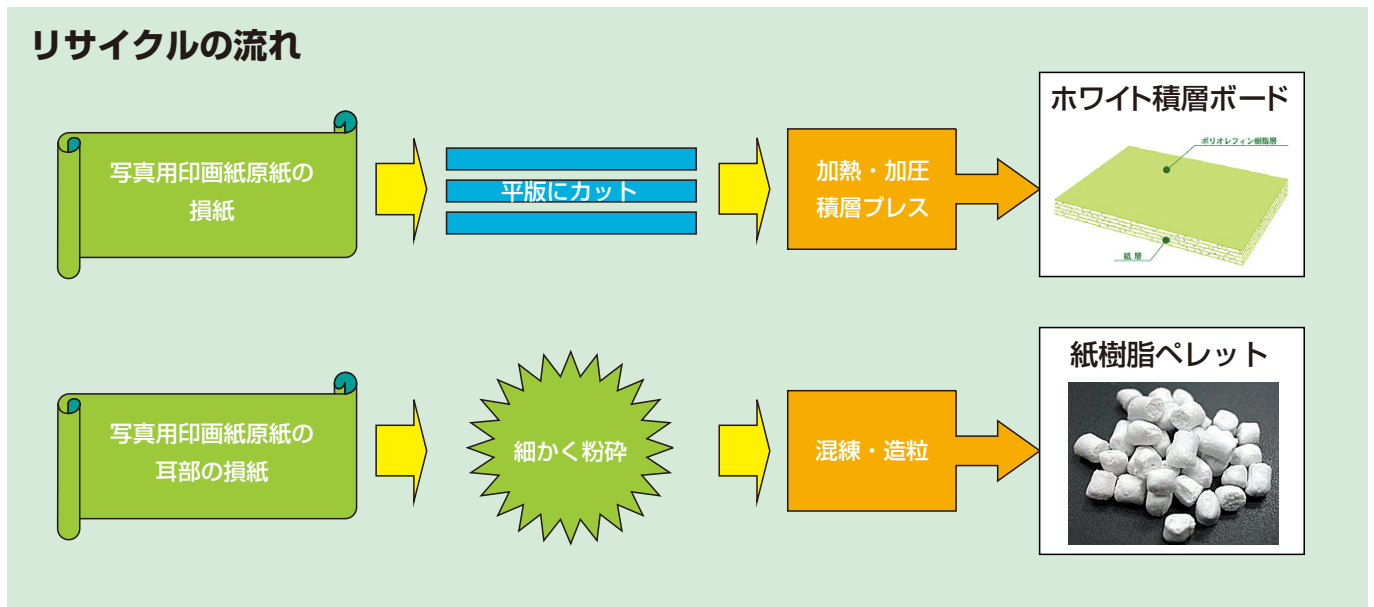 リサイクルの流れ
写真用印画紙原紙の
損紙
平版にカット
加熱・加圧
積層プレス
ホワイト積層ボード
ポリオレフィン樹脂層
紙 層
写真用印画紙原紙の
耳部の損紙
細かく粉砕
混練・造粒
紙樹脂ペレット